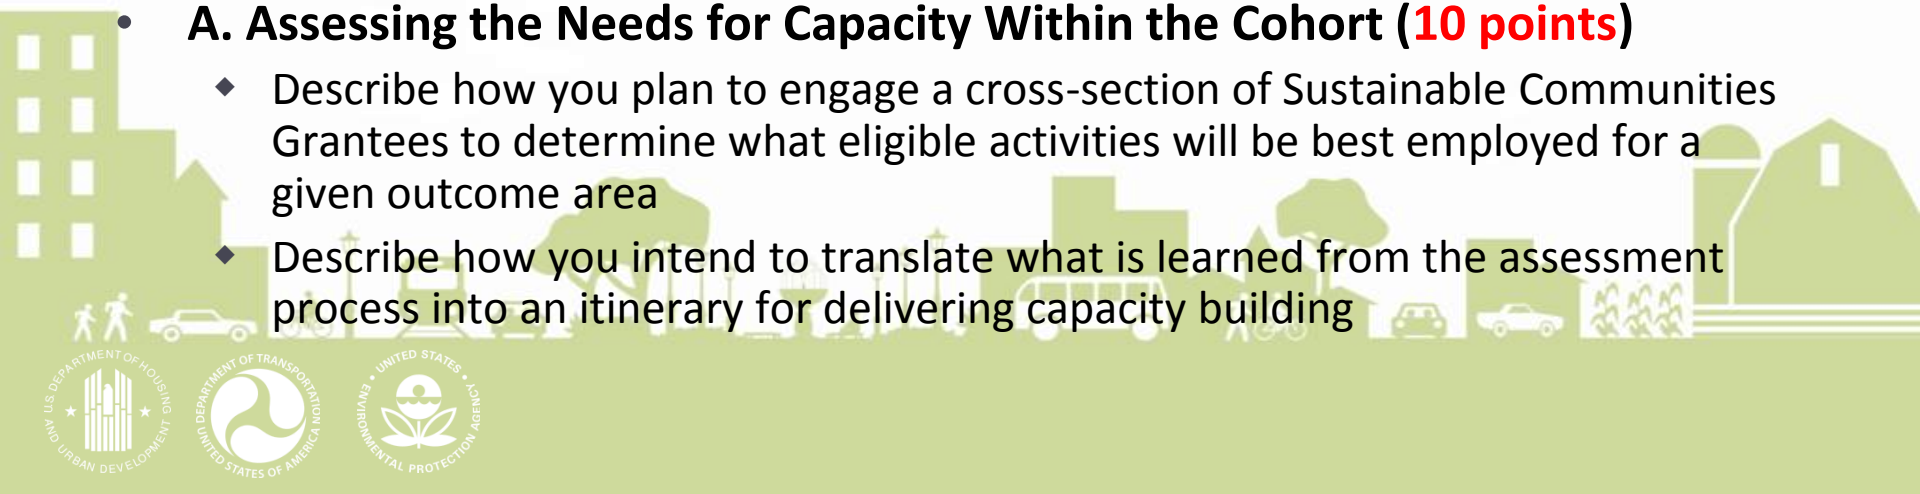 • A. Assessing the Needs for Capacity Within the Cohort (10 points)
◆ Describe how you plan to engage a cross-section of Sustainable Communities
Grantees to determine what eligible activities will be best employed for a
given outcome area
◆ Describe how you intend to translate what is learned from the assessment
process into an itinerary for delivering capacity building
U.S. DEPARTMENT OF HOUSING
AND URBAN DEVELOPMENT
DEPARTMENT OF TRANSPORTATION
UNITED STATES OF AMERICA
UNITED STATES
ENVIRONMENTAL PROTECTION AGENCY